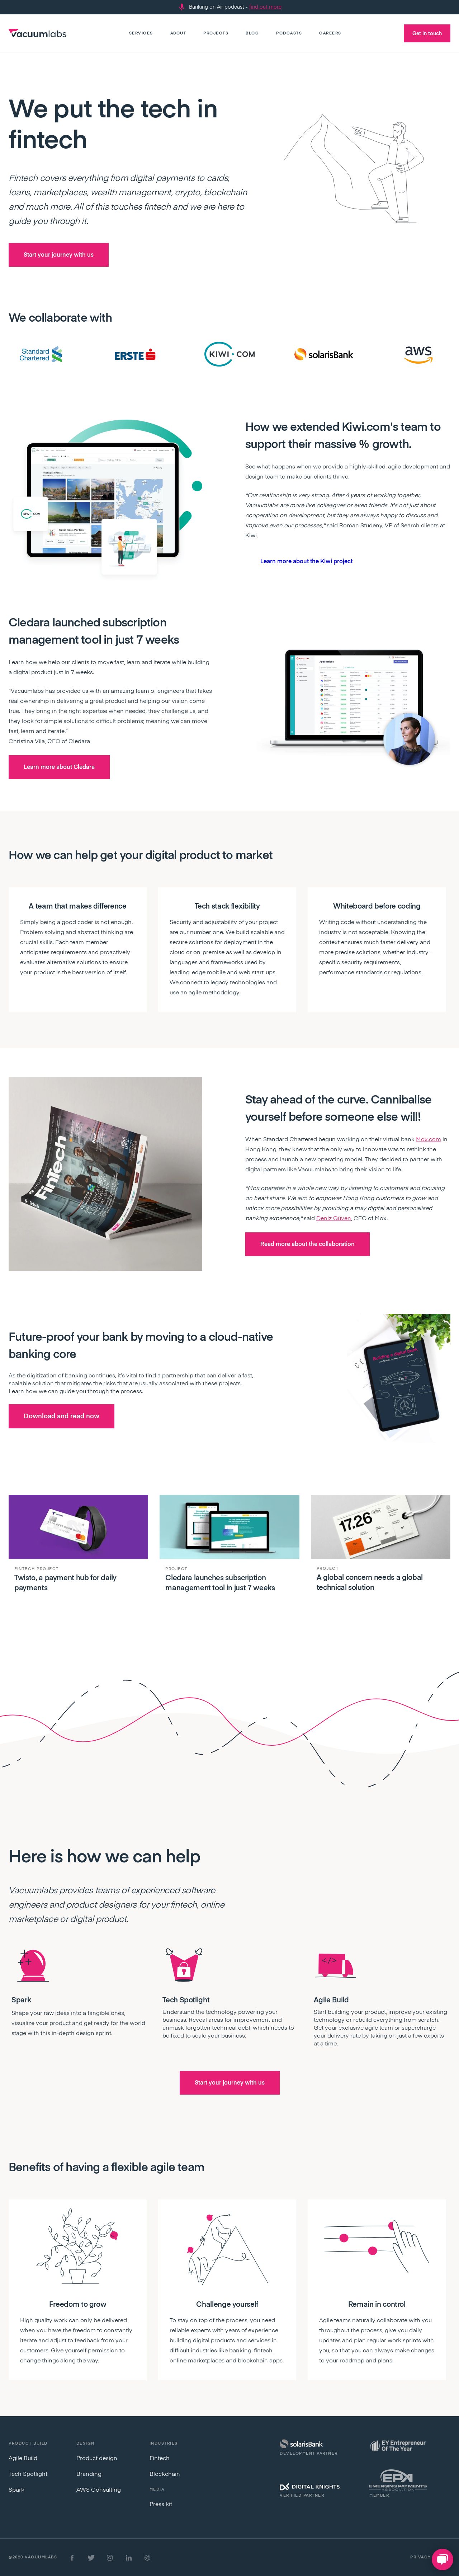 Banking on Air podcast - find out more
vacuumlabs
SERVICES
ABOUT
PROJECTS
BLOG
PODCASTS
CAREERS
Get in touch
We put the tech in
fintech
Fintech covers everything from digital payments to cards,
loans, marketplaces, wealth management, crypto, blockchain
and much more. All of this touches fintech and we are here to
guide you through it.
Start your journey with us
We collaborate with
Standard
Chartered
ERSTE
KIWI.COM
solarisBank
aws
How we extended Kiwi.com's team to
support their massive % growth.
See what happens when we provide a highly-skilled, agile development and
design team to make our clients thrive.
"Our relationship is very strong. After 4 years of working together,
Vacuumlabs are more like colleagues or even friends. It's not just about
cooperation on development, but they are always happy to discuss and
improve even our processes," said Roman Studeny, VP of Search clients at
Kiwi.
Learn more about the Kiwi project
KIWI.COM
Cledara launched subscription
management tool in just 7 weeks
Learn how we help our clients to move fast, learn and iterate while building
a digital product just in 7 weeks.
"Vacuumlabs has provided us with an amazing team of engineers that takes
real ownership in delivering a great product and helping our vision come
true. They bring in expertise when needed, they challenge us, and
they look for simple solutions to difficult problems; meaning we can move
fast, learn and iterate."
Christina Vila, CEO of Cledara
Learn more about Cledara
How we can help get your digital product to market
A team that makes difference
Simply being a good coder is not enough.
Problem solving and abstract thinking are
crucial skills. Each team member
anticipates requirements and proactively
evaluates alternative solutions to ensure
your product is the best version of itself.
Tech stack flexibility
Security and adjustability of your project
are our number one. We build scalable and
secure solutions for deployment in the
cloud or on-premise as well as develop in
languages and frameworks used by
leading-edge mobile and web start-ups.
We connect to legacy technologies and
use an agile methodology.
Whiteboard before coding
Writing code without understanding the
industry is not acceptable. Knowing the
context ensures much faster delivery and
more precise solutions, whether industry-
specific security requirements,
performance standards or regulations.
FinTech
Stay ahead of the curve. Cannibalise
yourself before someone else will!
When Standard Chartered begun working on their virtual bank Mox.com in
Hong Kong, they knew that the only way to innovate was to rethink the
process and launch a new operating model. They decided to partner with
digital partners like Vacuumlabs to bring their vision to life.
"Mox operates in a whole new way by listening to customers and focusing
on heart share. We aim to empower Hong Kong customers to grow and
unlock more possibilities by providing a truly digital and personalised
banking experience," said Deniz Güven, CEO of Mox.
Read more about the collaboration
Future-proof your bank by moving to a cloud-native
banking core
As the digitization of banking continues, it's vital to find a partnership that can deliver a fast,
scalable solution that mitigates the risks that are usually associated with these projects.
Learn how we can guide you through the process.
Download and read now
17.26
FINTECH PROJECT
Twisto, a payment hub for daily
payments
PROJECT
Cledara launches subscription
management tool in just 7 weeks
PROJECT
A global concern needs a global
technical solution
Here is how we can help
Vacuumlabs provides teams of experienced software
engineers and product designers for your fintech, online
marketplace or digital product.
Spark
Shape your raw ideas into a tangible ones,
visualize your product and get ready for the world
stage with this in-depth design sprint.
Tech Spotlight
Understand the technology powering your
business. Reveal areas for improvement and
unmask forgotten technical debt, which needs to
be fixed to scale your business.
</>
Agile Build
Start building your product, improve your existing
technology or rebuild everything from scratch.
Get your exclusive agile team or supercharge
your delivery rate by taking on just a few experts
at a time.
Start your journey with us
Benefits of having a flexible agile team
Freedom to grow
High quality work can only be delivered
when you have the freedom to constantly
iterate and adjust to feedback from your
customers. Give yourself permission to
change things along the way.
Challenge yourself
To stay on top of the process, you need
reliable experts with years of experience
building digital products and services in
difficult industries like banking, fintech,
online marketplaces and blockchain apps.
Remain in control
Agile teams naturally collaborate with you
throughout the process, give you daily
updates and plan regular work sprints with
you, so that you can always make changes
to your roadmap and plans.
PRODUCT BUILD
Agile Build
Tech Spotlight
Spark
DESIGN
Product design
Branding
AWS Consulting
INDUSTRIES
Fintech
Blockchain
MEDIA
Press kit
solarisBank
DEVELOPMENT PARTNER
EY Entrepreneur
Of The Year
DIGITAL KNIGHTS
VERIFIED PARTNER
EPA
EMERGING PAYMENTS
ASSOCIATION
MEMBER
©2020 VACUUMLABS
PRIVACY